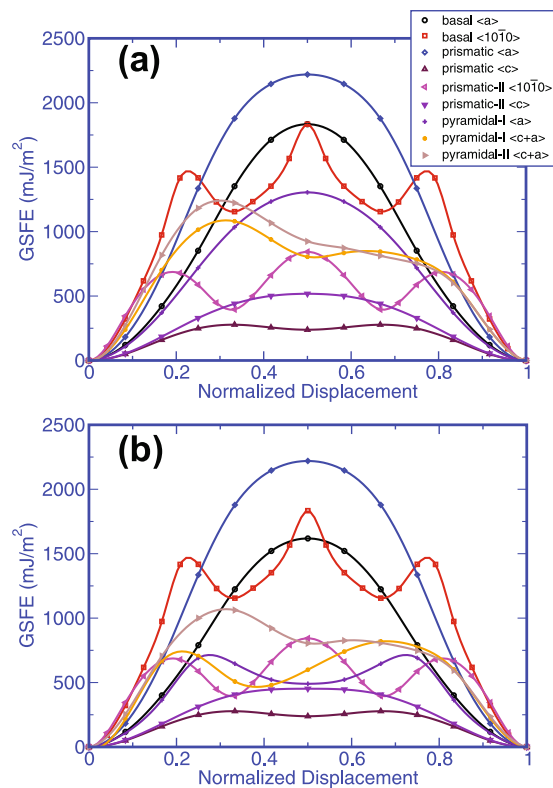 (a)
basal <a>
basal <101̄0>
prismatic <a>
prismatic <c>
prismatic-II <101̄0>
prismatic-II <c>
pyramidal-I <a>
pyramidal-I <c+a>
pyramidal-II <c+a>
GSFE (mJ/m²)
2500
2000
1500
1000
500
0
0 0.2 0.4 0.6 0.8 1
Normalized Displacement
(b)
GSFE (mJ/m²)
2500
2000
1500
1000
500
0
0 0.2 0.4 0.6 0.8 1
Normalized Displacement